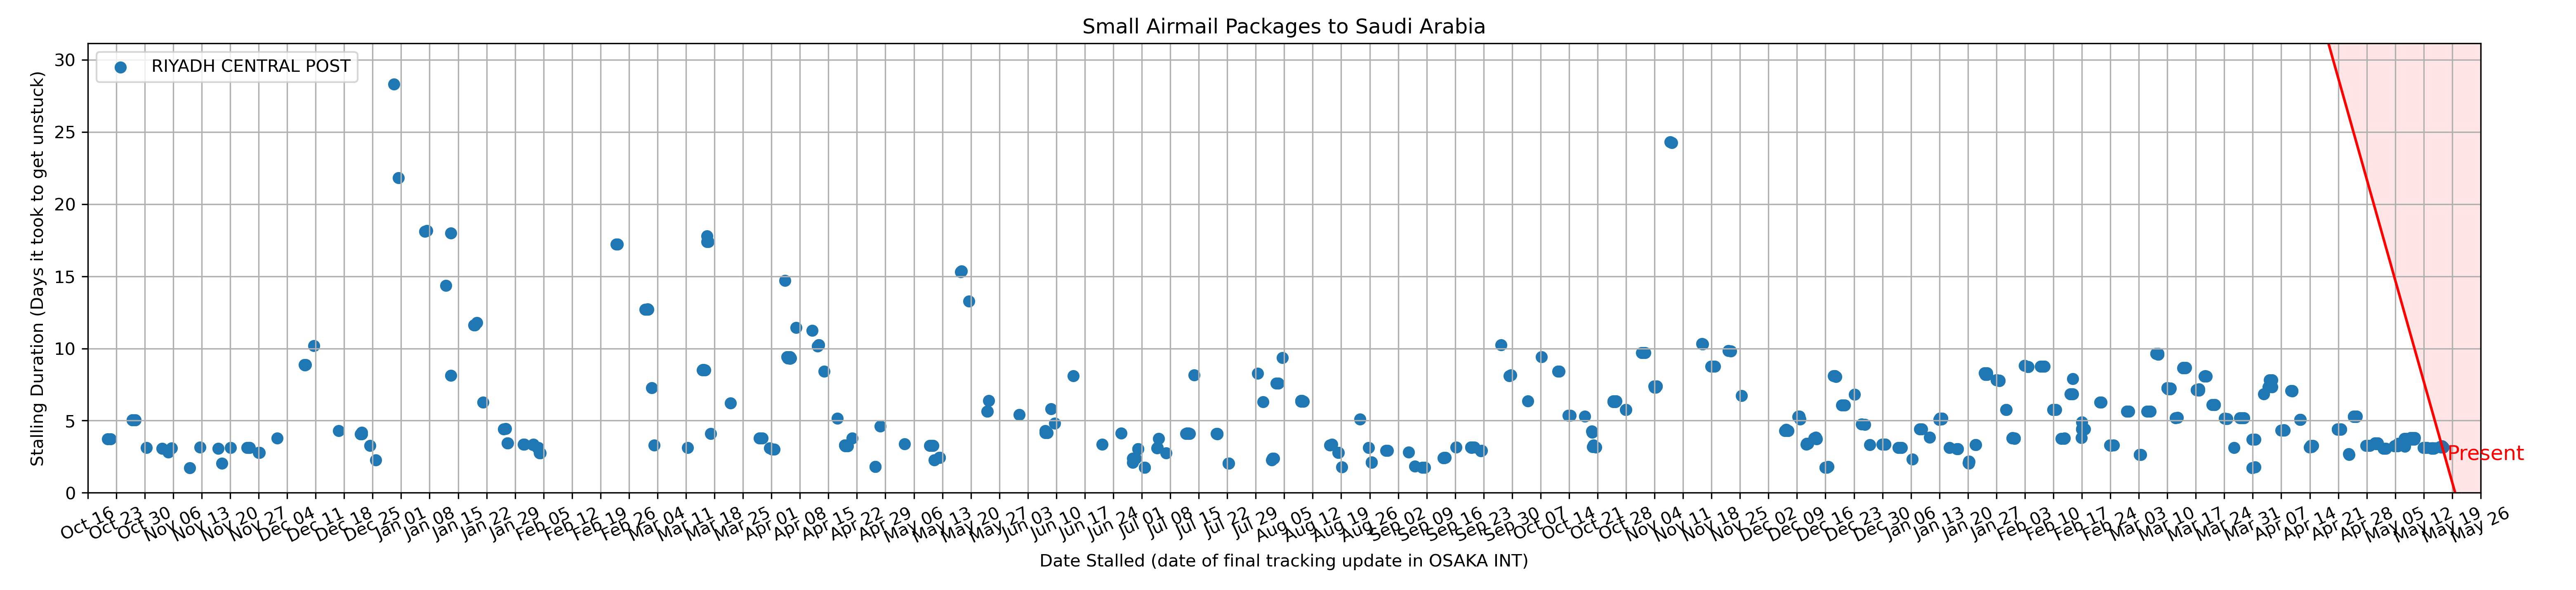 Small Airmail Packages to Saudi Arabia
RIYADH CENTRAL POST
Stalling Duration (Days it took to get unstuck)
30
25
20
15
10
5
0
Present
Oct 16
Oct 23
Oct 30
Nov 06
Nov 13
Nov 20
Nov 27
Dec 04
Dec 11
Dec 18
Dec 25
Jan 01
Jan 08
Jan 15
Jan 22
Jan 29
Feb 05
Feb 12
Feb 19
Feb 26
Mar 04
Mar 11
Mar 18
Mar 25
Apr 01
Apr 08
Apr 15
Apr 22
Apr 29
May 06
May 13
May 20
May 27
Jun 03
Jun 10
Jun 17
Jun 24
Jul 01
Jul 08
Jul 15
Jul 22
Jul 29
Aug 05
Aug 12
Aug 19
Aug 26
Sep 02
Sep 09
Sep 16
Sep 23
Sep 30
Oct 07
Oct 14
Oct 21
Oct 28
Nov 04
Nov 11
Nov 18
Nov 25
Dec 02
Dec 09
Dec 16
Dec 23
Dec 30
Jan 06
Jan 13
Jan 20
Jan 27
Feb 03
Feb 10
Feb 17
Feb 24
Mar 03
Mar 10
Mar 17
Mar 24
Mar 31
Apr 07
Apr 14
Apr 21
Apr 28
May 05
May 12
May 19
May 26
Date Stalled (date of final tracking update in OSAKA INT)